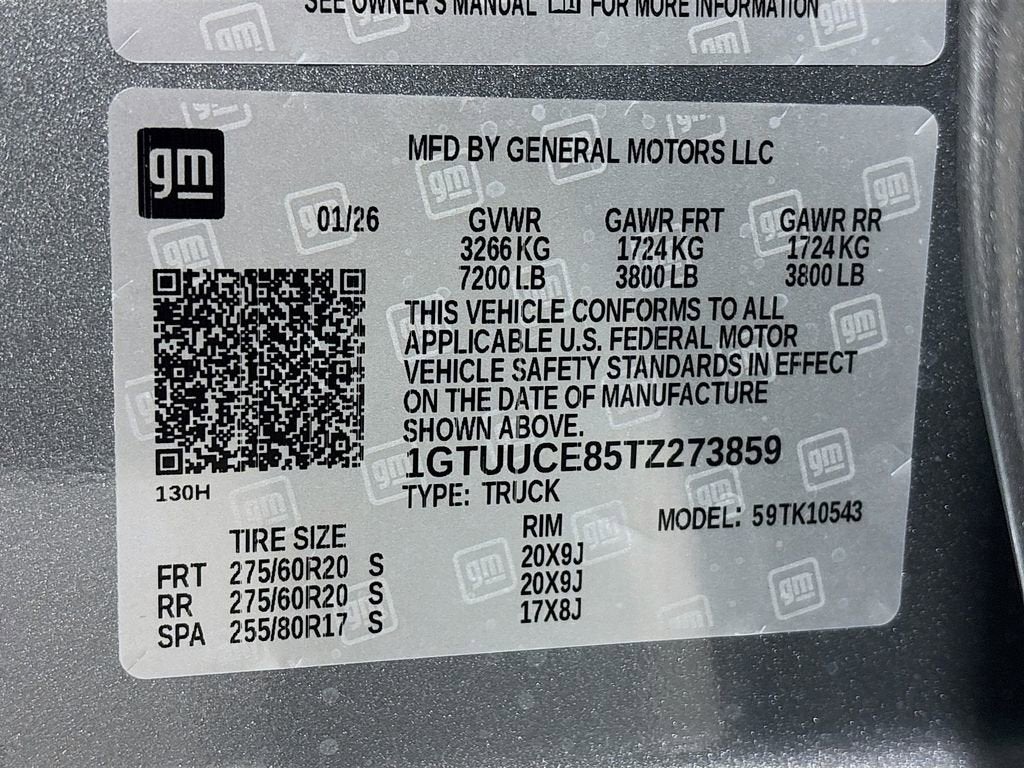 SEE OWNER'S MANUAL FOR MORE INFORMATION
gm
MFD BY GENERAL MOTORS LLC
01/26 GVWR GAWR FRT GAWR RR
3266 KG 1724 KG 1724 KG
7200 LB 3800 LB 3800 LB
THIS VEHICLE CONFORMS TO ALL
APPLICABLE U.S. FEDERAL MOTOR
VEHICLE SAFETY STANDARDS IN EFFECT
ON THE DATE OF MANUFACTURE
SHOWN ABOVE.
1GTUUCE85TZ273859
130H
TYPE: TRUCK
MODEL: 59TK10543
TIRE SIZE RIM
FRT 275/60R20 S 20X9J
RR 275/60R20 S 20X9J
SPA 255/80R17 S 17X8J